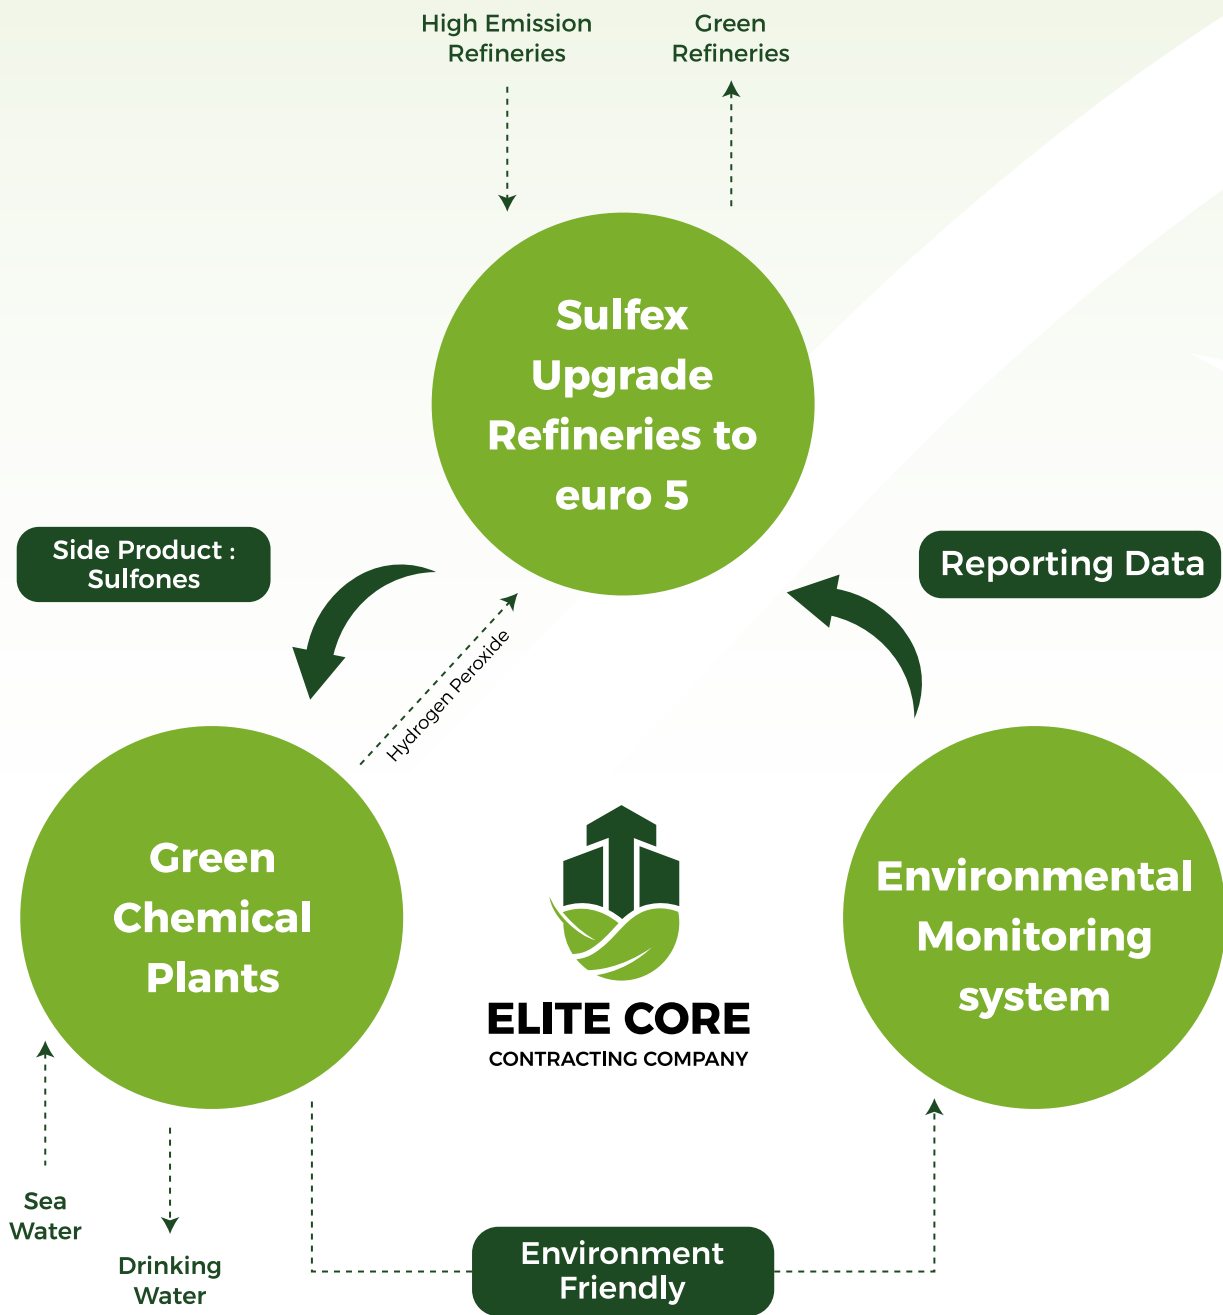 High Emission
Refineries
Green
Refineries
Sulfex
Upgrade
Refineries to
euro 5
Side Product :
Sulfones
Reporting Data
Hydrogen Peroxide
Green
Chemical
Plants
Environmental
Monitoring
system
ELITE CORE
CONTRACTING COMPANY
Sea
Water
Drinking
Water
Environment
Friendly